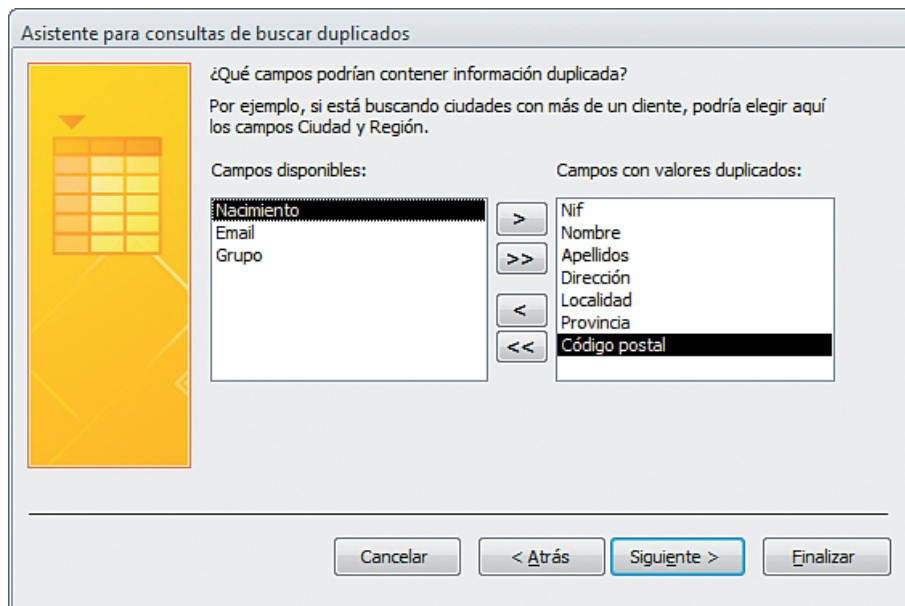 Asistente para consultas de buscar duplicados
¿Qué campos podrían contener información duplicada?
Por ejemplo, si está buscando ciudades con más de un cliente, podría elegir aquí
los campos Ciudad y Región.
Campos disponibles:
Nacimiento
Email
Grupo
>
>>
<
<<
Campos con valores duplicados:
Nif
Nombre
Apellidos
Dirección
Localidad
Provincia
Código postal
Cancelar
< Atrás
Siguiente >
Finalizar